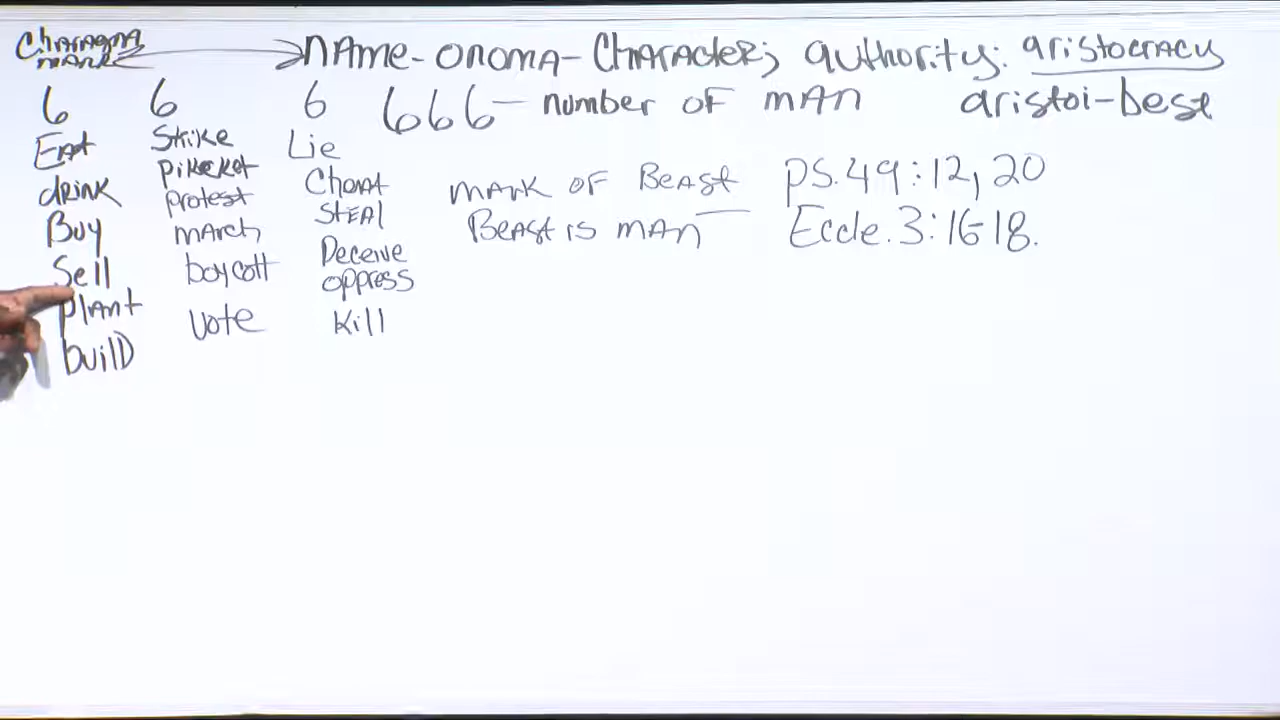 Charagma
mark
name-onoma-Character; authority: aristocracy
aristoi-best
6 6 6 666 - number of man
Eat
drink
Buy
Sell
plant
build
Strike
Protest
march
boycott
Vote
Lie
Cheat
Steal
Deceive
oppress
Kill
mark of Beast
Beast is man
PS. 49:12, 20
Eccle. 3:16-18.